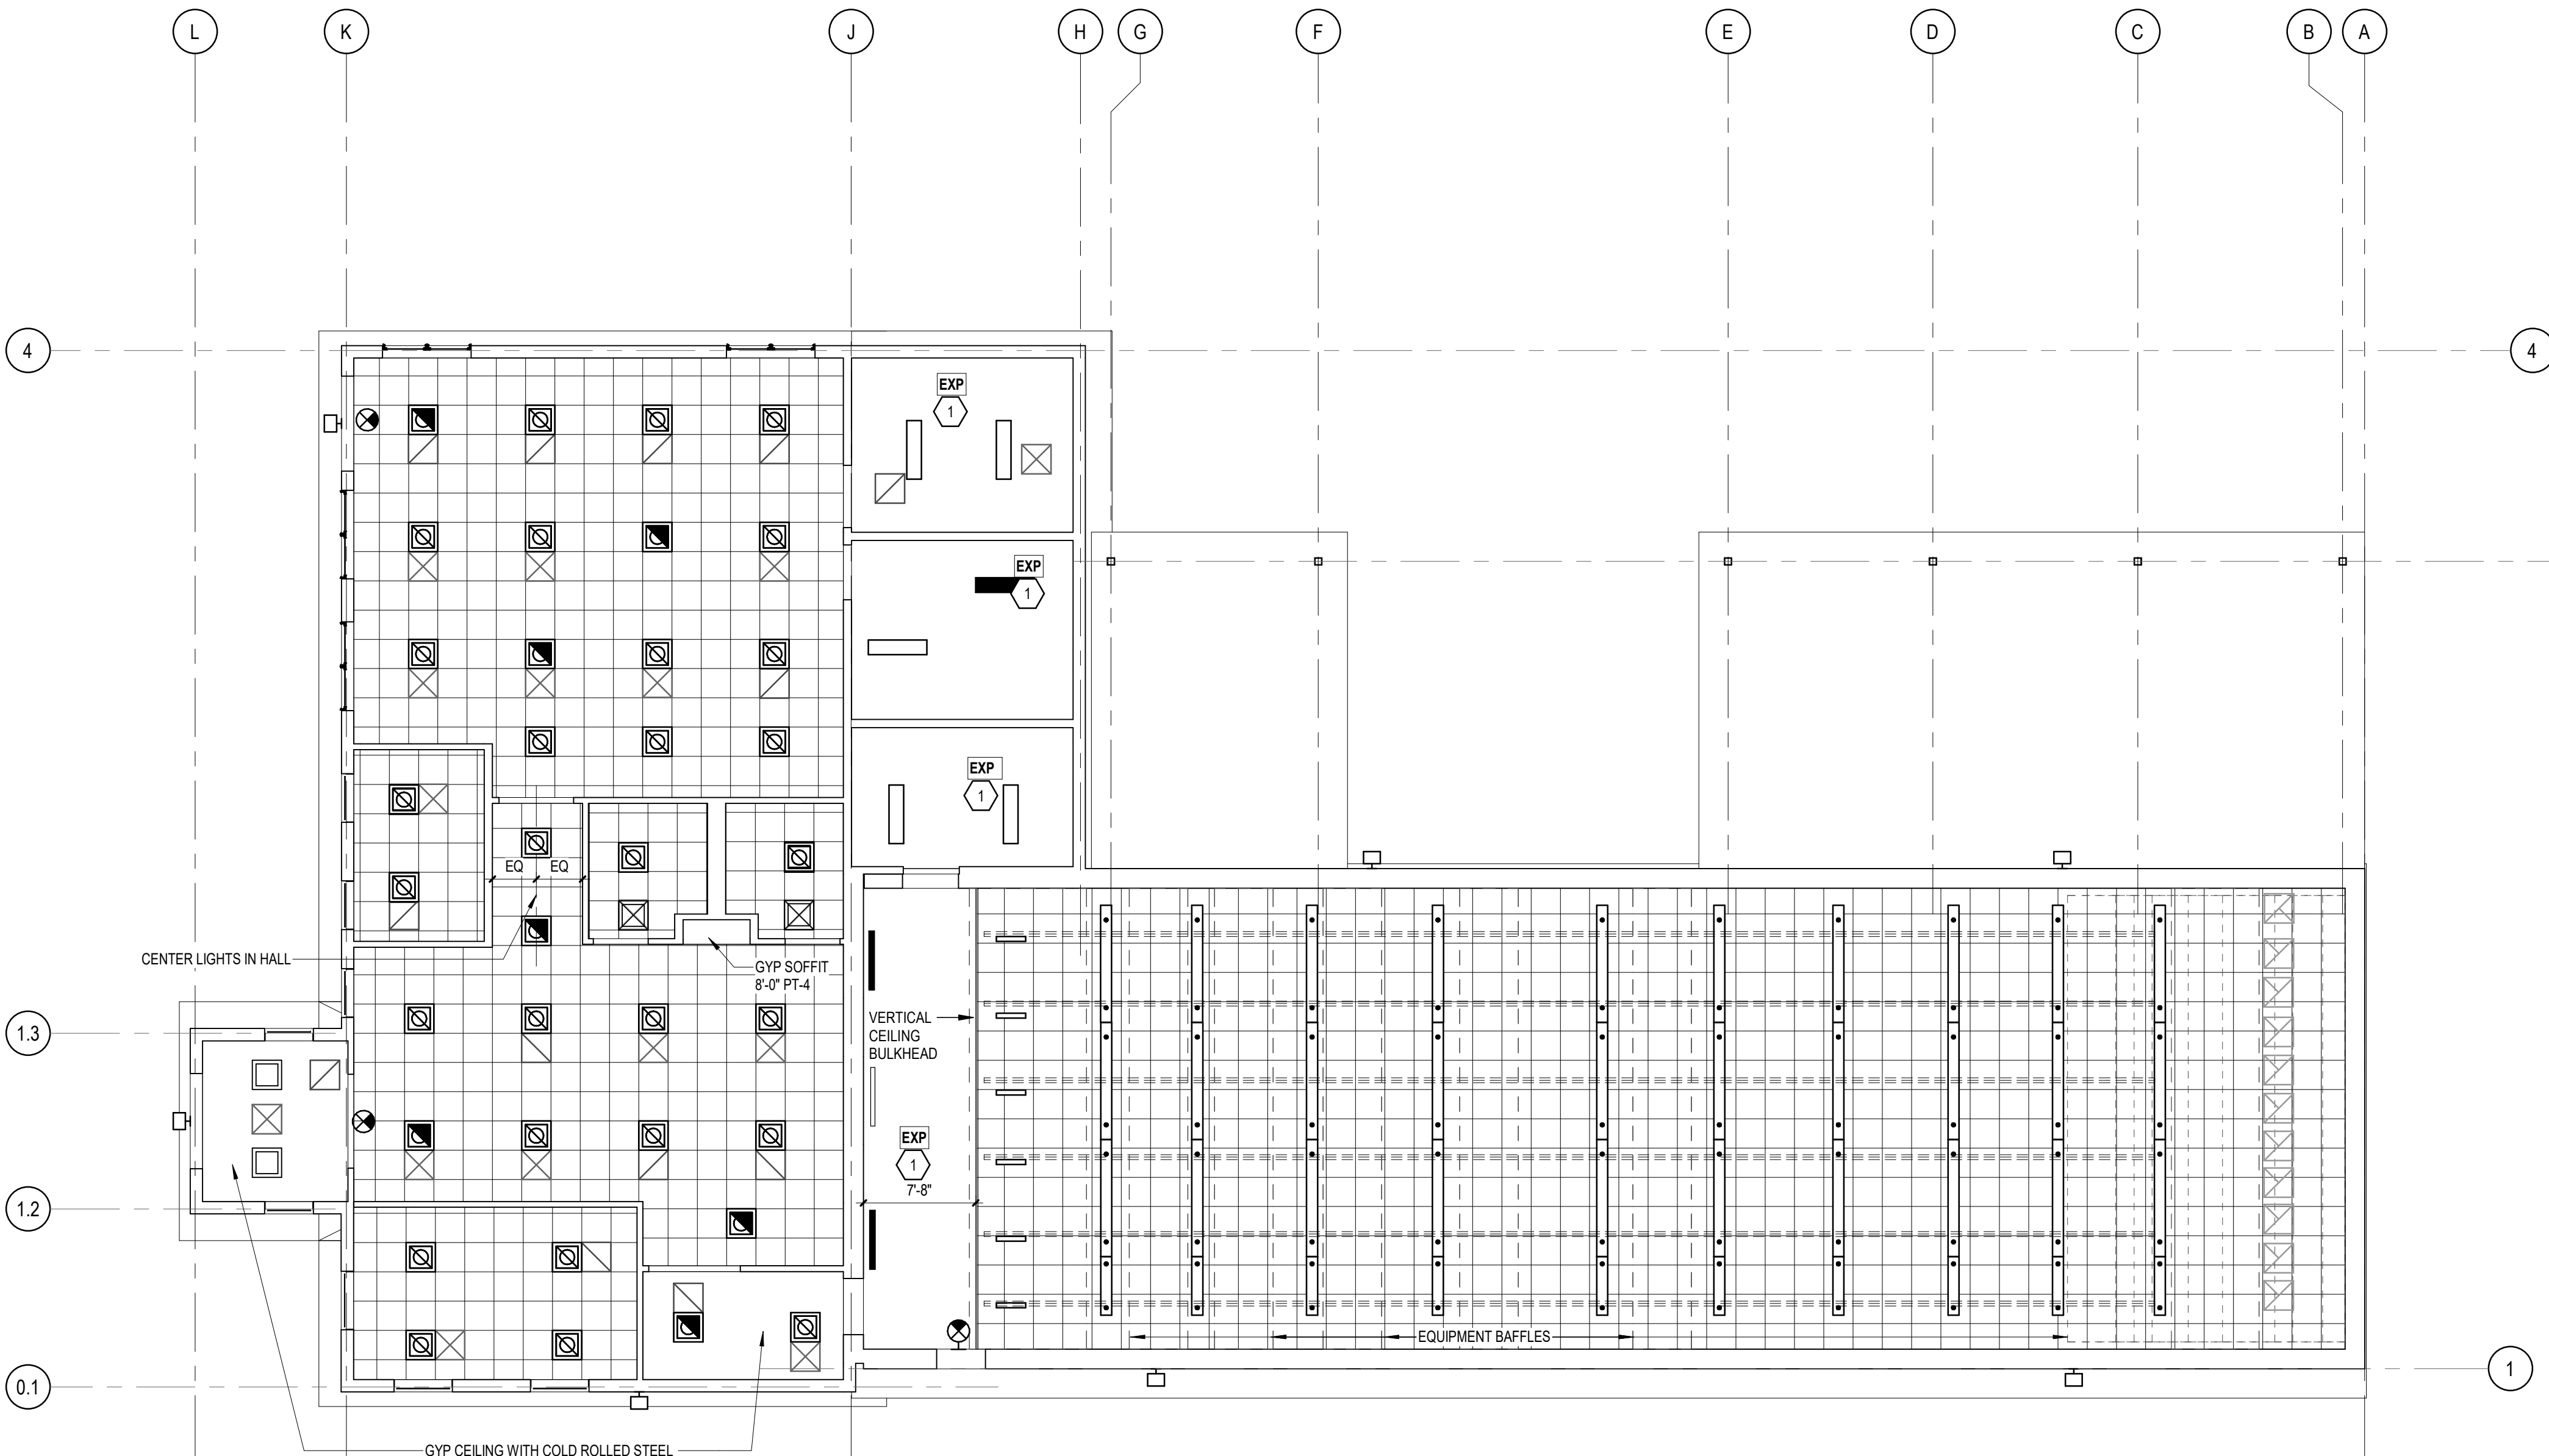 L
K
J
H
G
F
E
D
C
B
A
4
4
EXP
1
EXP
1
EXP
1
EQ
EQ
CENTER LIGHTS IN HALL
GYP SOFFIT
8'-0" PT-4
VERTICAL
CEILING
BULKHEAD
1.3
EXP
1
7'-8"
1.2
EQUIPMENT BAFFLES
0.1
1
GYP CEILING WITH COLD ROLLED STEEL